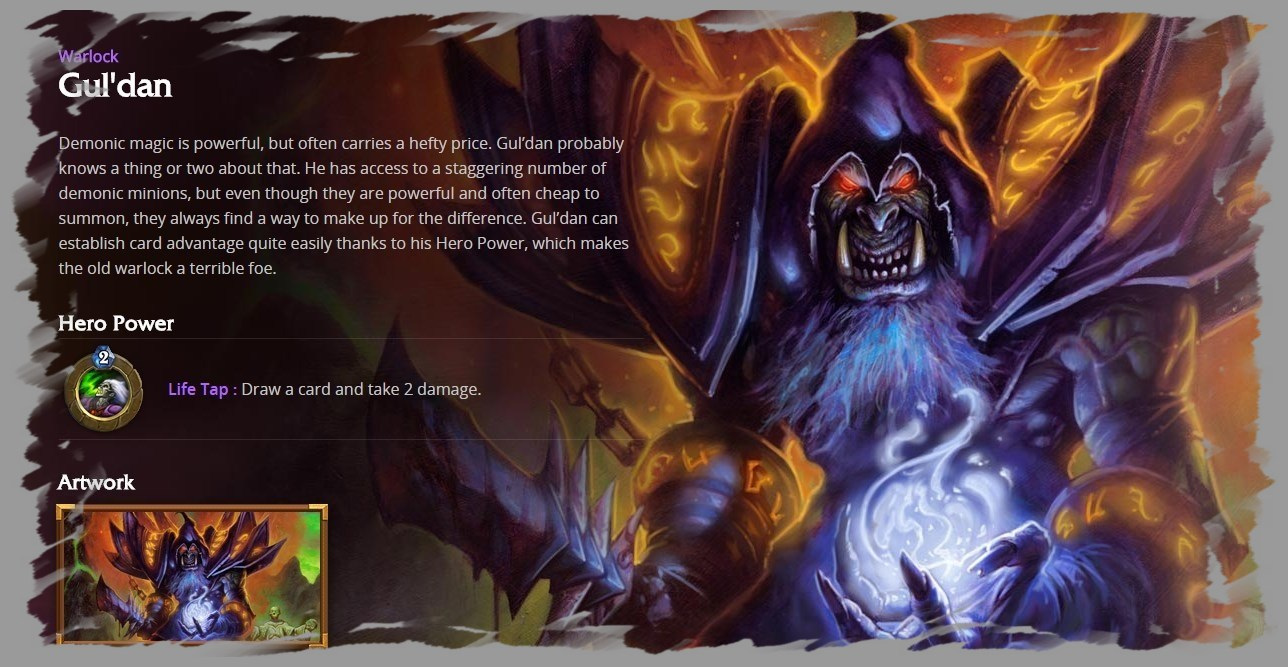 Warlock
Gul'dan
Demonic magic is powerful, but often carries a hefty price. Gul’dan probably
knows a thing or two about that. He has access to a staggering number of
demonic minions, but even though they are powerful and often cheap to
summon, they always find a way to make up for the difference. Gul’dan can
establish card advantage quite easily thanks to his Hero Power, which makes
the old warlock a terrible foe.
Hero Power
2
Life Tap : Draw a card and take 2 damage.
Artwork